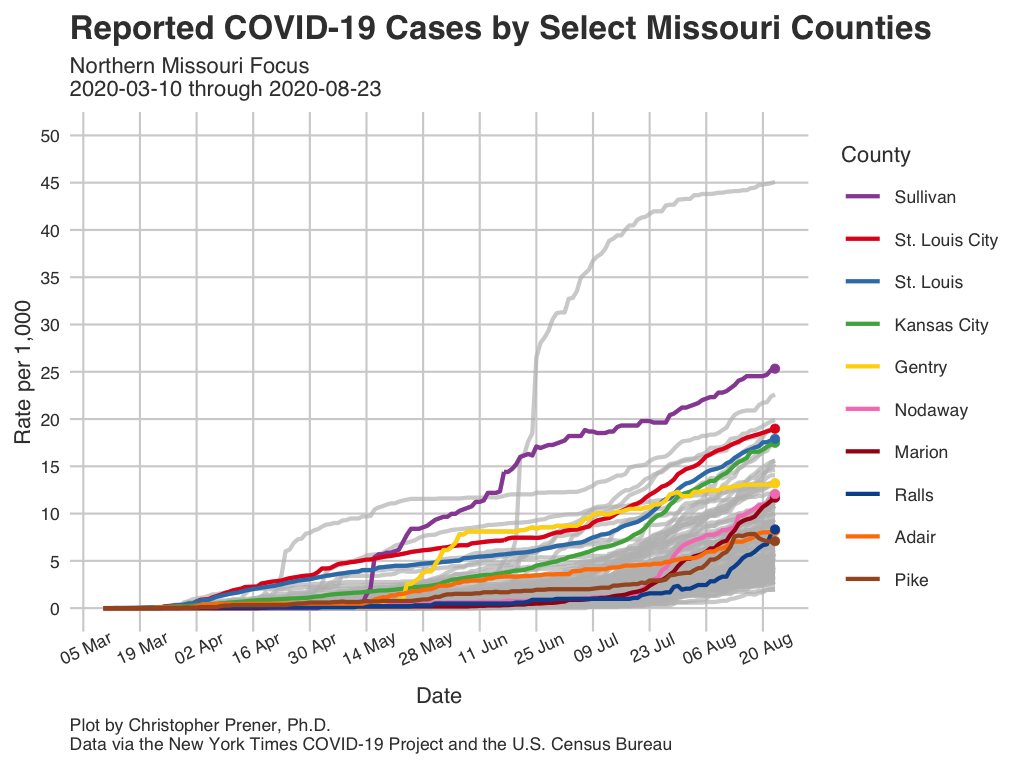 Reported COVID-19 Cases by Select Missouri Counties
Northern Missouri Focus
2020-03-10 through 2020-08-23
50
45
40
35
30
25
20
15
10
5
0
Rate per 1,000
05 Mar
19 Mar
02 Apr
16 Apr
30 Apr
14 May
28 May
11 Jun
25 Jun
09 Jul
23 Jul
06 Aug
20 Aug
Date
County
Sullivan
St. Louis City
St. Louis
Kansas City
Gentry
Nodaway
Marion
Ralls
Adair
Pike
Plot by Christopher Prener, Ph.D.
Data via the New York Times COVID-19 Project and the U.S. Census Bureau